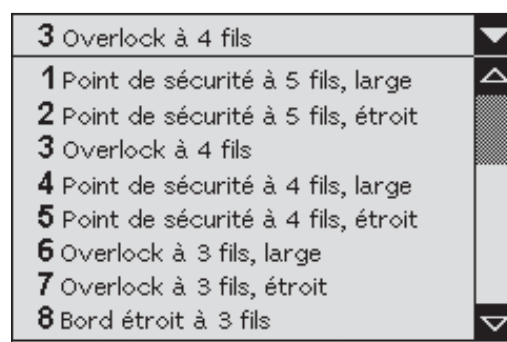 3 Overlock à 4 fils
1 Point de sécurité à 5 fils, large
2 Point de sécurité à 5 fils, étroit
3 Overlock à 4 fils
4 Point de sécurité à 4 fils, large
5 Point de sécurité à 4 fils, étroit
6 Overlock à 3 fils, large
7 Overlock à 3 fils, étroit
8 Bord étroit à 3 fils